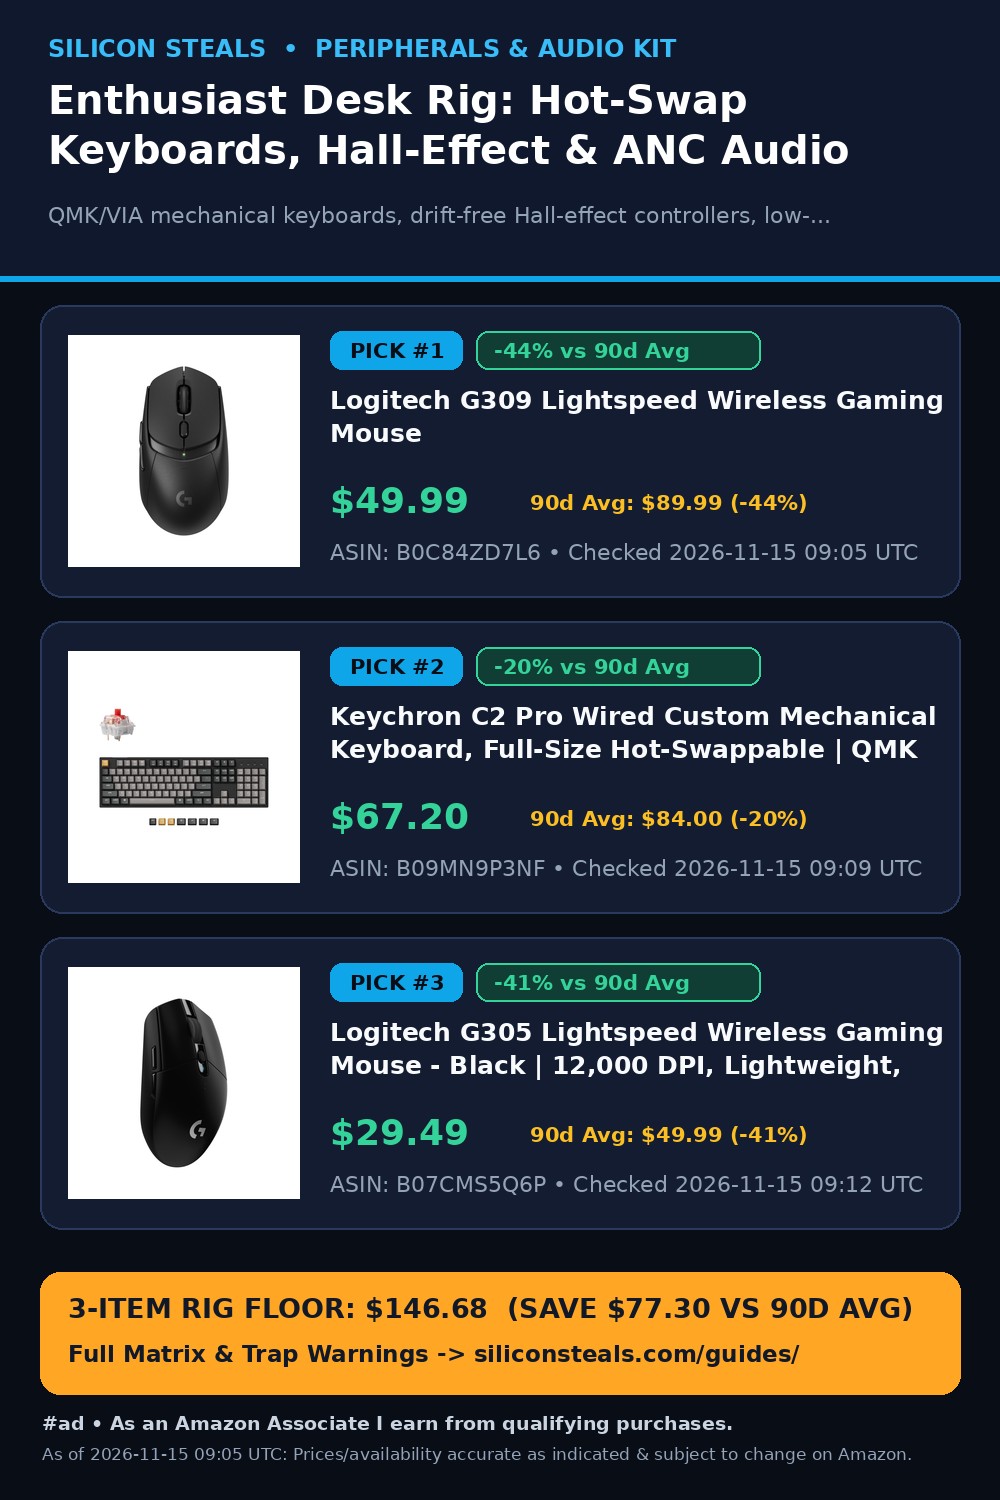 SILICON STEALS • PERIPHERALS & AUDIO KIT
Enthusiast Desk Rig: Hot-Swap
Keyboards, Hall-Effect & ANC Audio
QMK/VIA mechanical keyboards, drift-free Hall-effect controllers, low-...
PICK #1
-44% vs 90d Avg
Logitech G309 Lightspeed Wireless Gaming
Mouse
$49.99
90d Avg: $89.99 (-44%)
ASIN: B0C84ZD7L6 • Checked 2026-11-15 09:05 UTC
PICK #2
-20% vs 90d Avg
Keychron C2 Pro Wired Custom Mechanical
Keyboard, Full-Size Hot-Swappable | QMK
$67.20
90d Avg: $84.00 (-20%)
ASIN: B09MN9P3NF • Checked 2026-11-15 09:09 UTC
PICK #3
-41% vs 90d Avg
Logitech G305 Lightspeed Wireless Gaming
Mouse - Black | 12,000 DPI, Lightweight,
$29.49
90d Avg: $49.99 (-41%)
ASIN: B07CMS5Q6P • Checked 2026-11-15 09:12 UTC
3-ITEM RIG FLOOR: $146.68 (SAVE $77.30 VS 90D AVG)
Full Matrix & Trap Warnings -> siliconsteals.com/guides/
#ad • As an Amazon Associate I earn from qualifying purchases.
As of 2026-11-15 09:05 UTC: Prices/availability accurate as indicated & subject to change on Amazon.